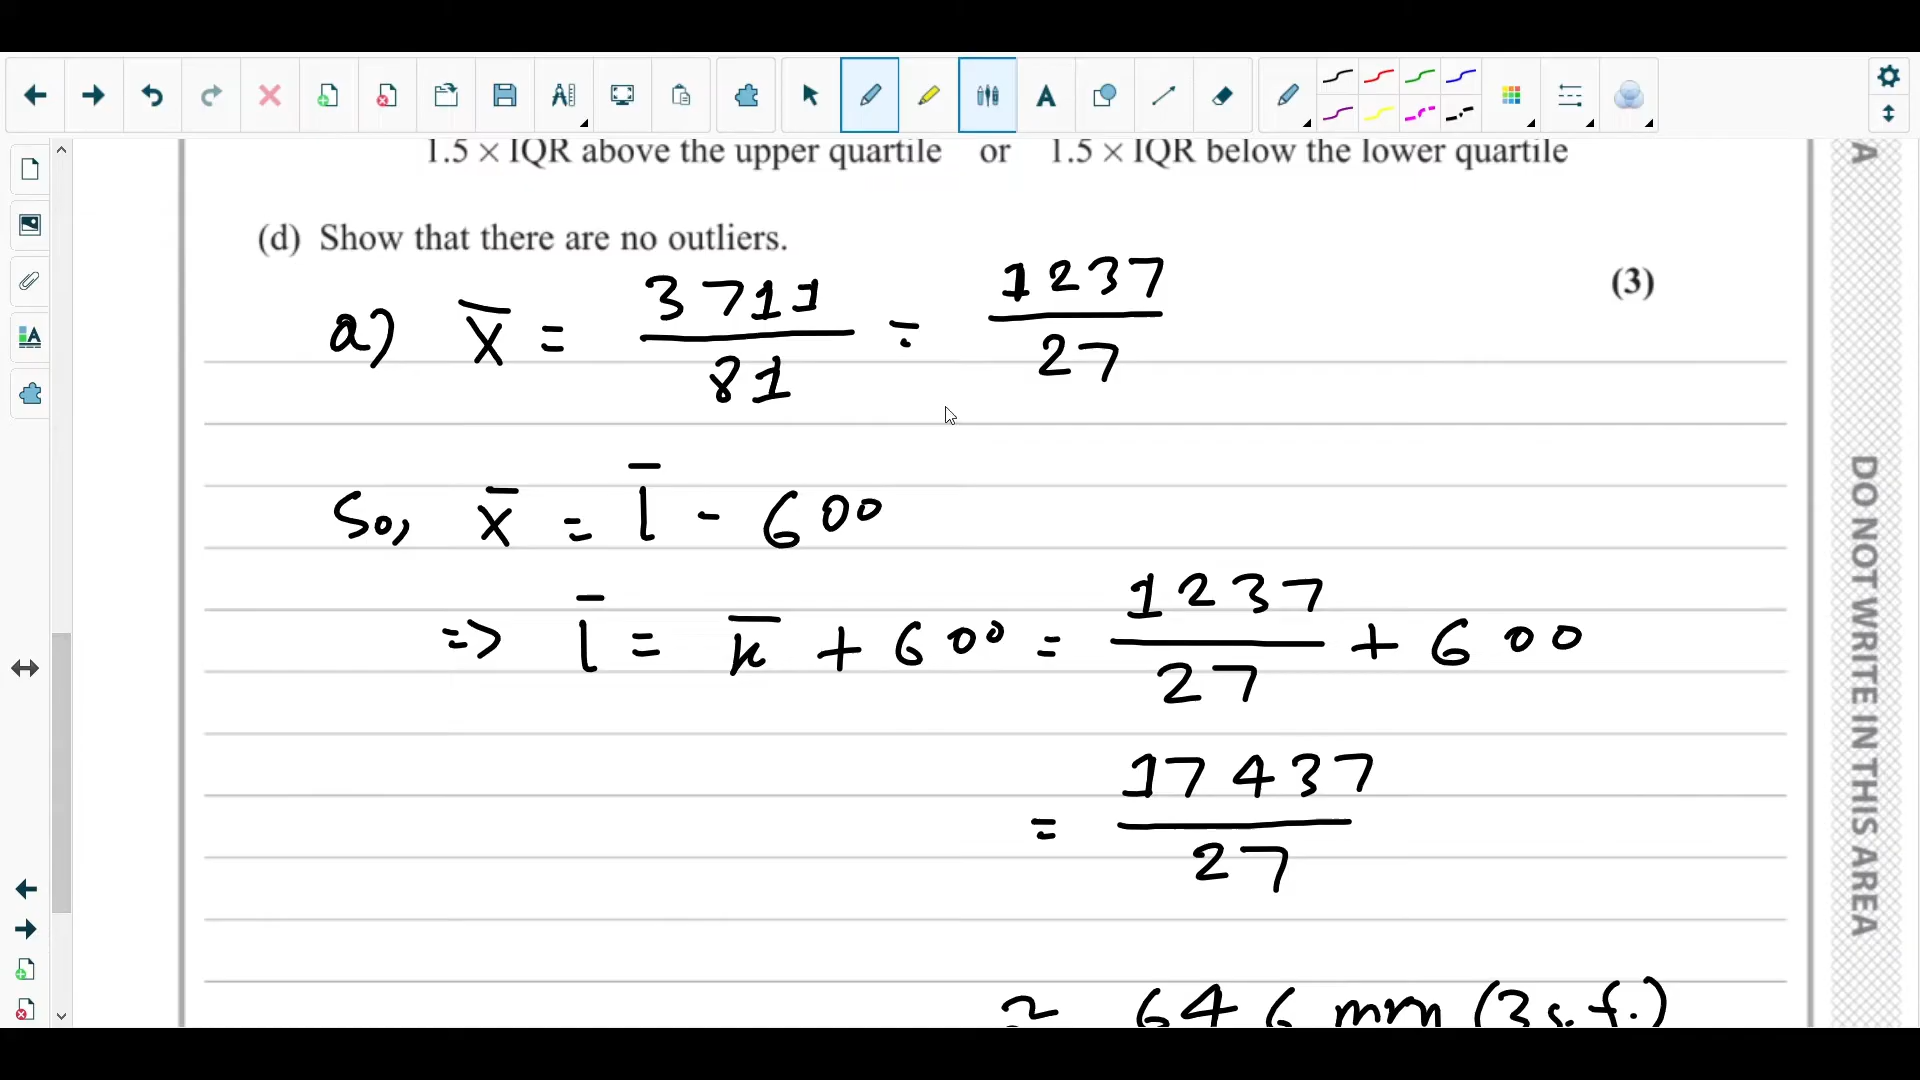 1.5 × IQR above the upper quartile or 1.5 × IQR below the lower quartile
(d) Show that there are no outliers.
(3)
a) x̄ = 3711/81 = 1237/27
So, x̄ = l̄ - 600
=> l̄ = x̄ + 600 = 1237/27 + 600
= 17437/27
≈ 646 mm (3 s.f.)
A
DO NOT WRITE IN THIS AREA